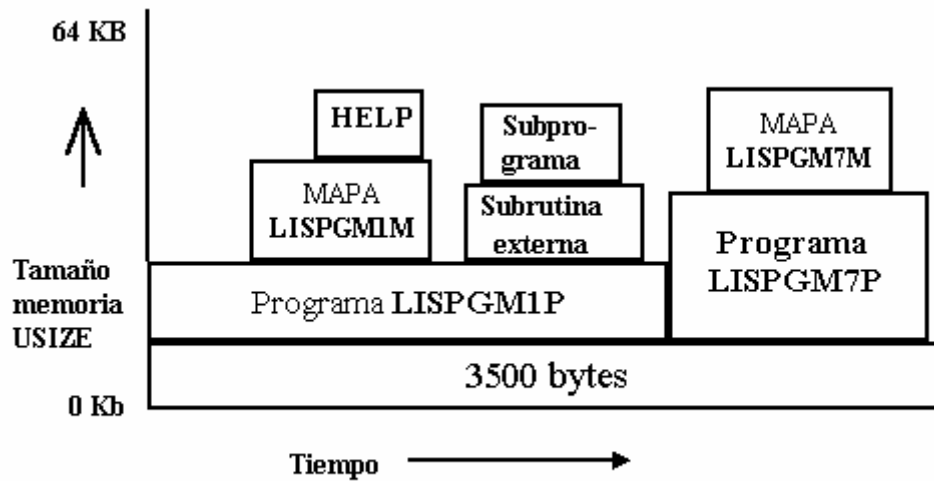 64 KB
HELP
MAPA
LISPGM1M
Subpro-
grama
Subrutina
externa
MAPA
LISPGM7M
Programa
LISPGM7P
Tamaño
memoria
USIZE
Programa LISPGM1P
3500 bytes
0 Kb
Tiempo